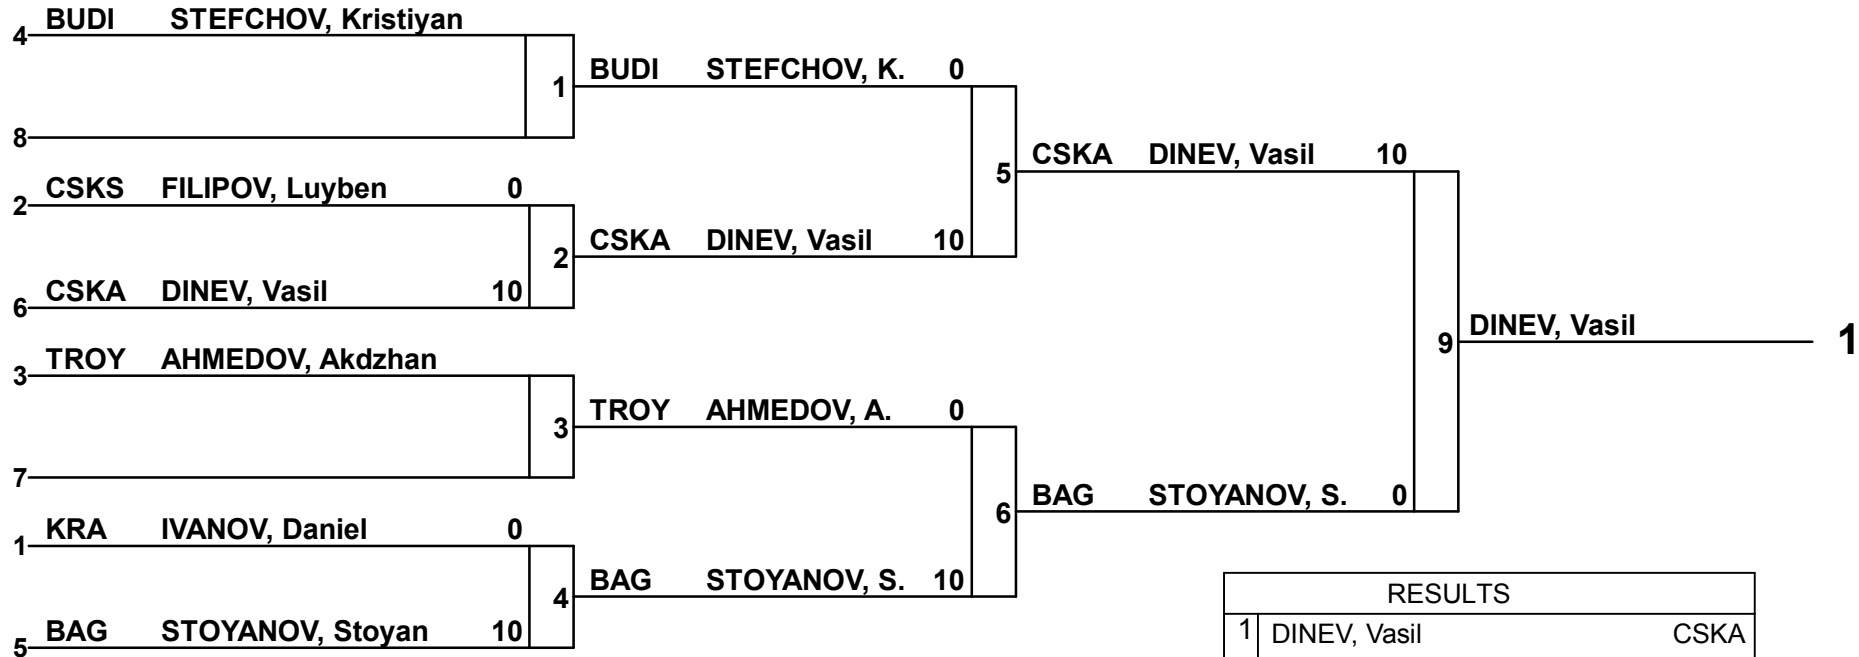 4 BUDI STEFCHOV, Kristiyan
1 BUDI STEFCHOV, K. 0
8
5 CSKA DINEV, Vasil 10
2 CSKS FILIPOV, Luyben 0
2 CSKA DINEV, Vasil 10
6 CSKA DINEV, Vasil 10
9 DINEV, Vasil 1
3 TROY AHMEDOV, Akdzhan
3 TROY AHMEDOV, A. 0
7
6 BAG STOYANOV, S. 0
1 KRA IVANOV, Daniel 0
4 BAG STOYANOV, S. 10
5 BAG STOYANOV, Stoyan 10
RESULTS
1 DINEV, Vasil CSKA